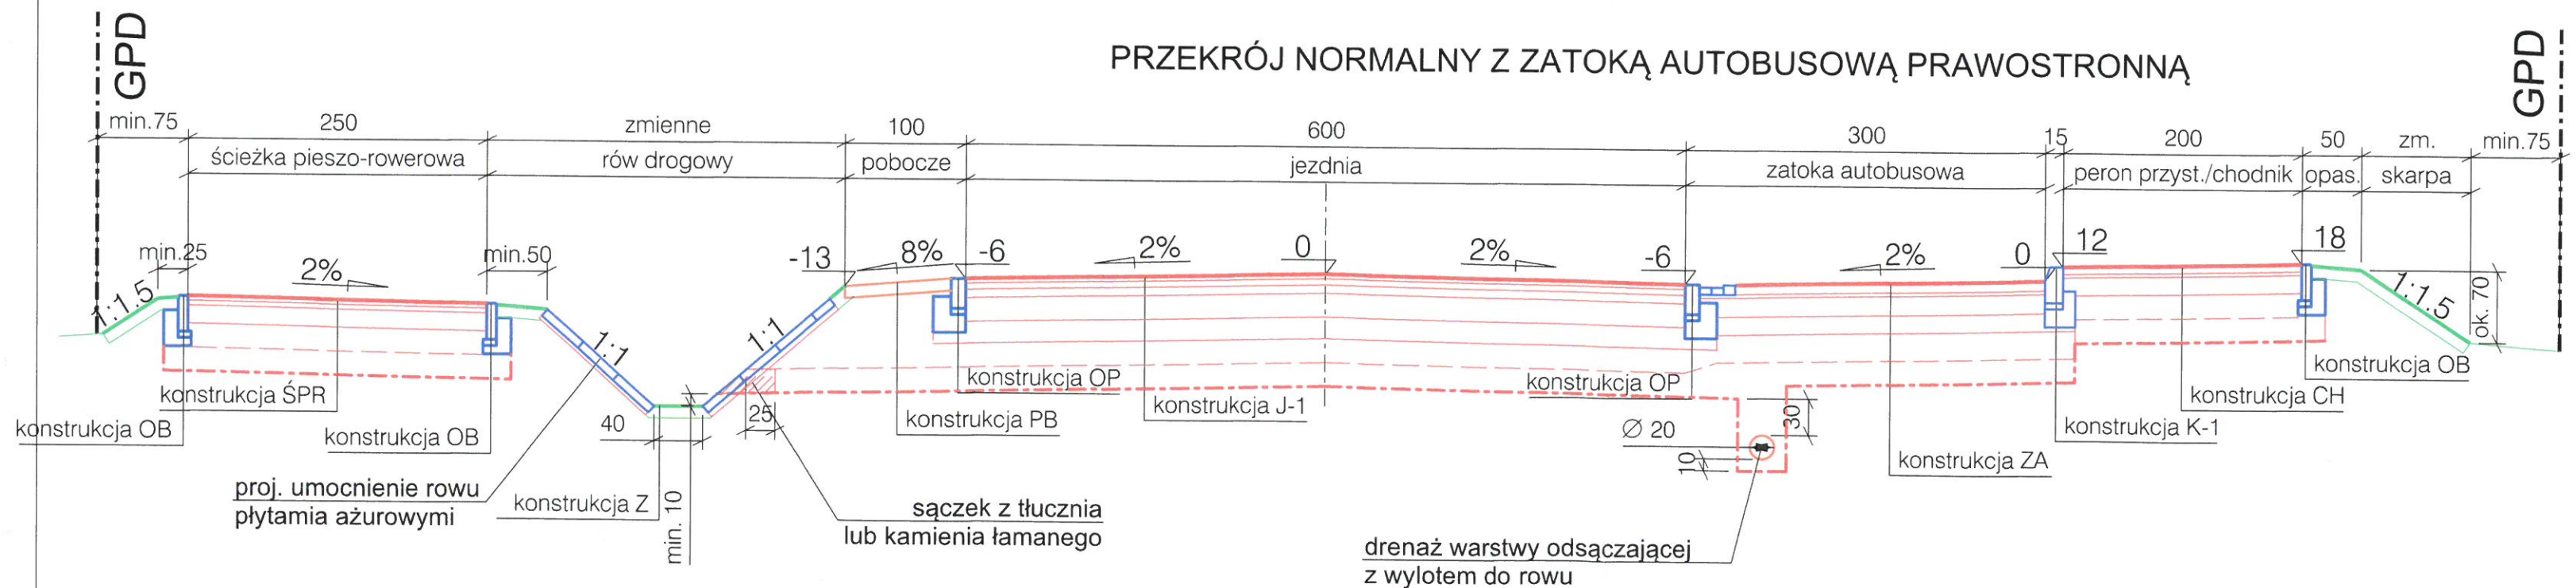 GPD
PRZEKRÓJ NORMALNY Z ZATOKĄ AUTOBUSOWĄ PRAWOSTRONNĄ
GPD
min.75
250
zmienne
100
600
300
15
200
50
zm.
min.75
ścieżka pieszo-rowerowa
rów drogowy
pobocze
jezdnia
zatoka autobusowa
peron przyst./chodnik
opas.
skarpa
min.25
2%
min.50
-13
8%
-6
2%
0
2%
-6
2%
0
12
18
1:1.5
1:1
1:1
1:1.5
ok. 70
konstrukcja ŚPR
konstrukcja OB
konstrukcja OB
40
25
konstrukcja OP
konstrukcja PB
konstrukcja J-1
konstrukcja OP
Ø 20
30
10
konstrukcja OB
konstrukcja CH
konstrukcja K-1
konstrukcja ZA
proj. umocnienie rowu
płytamia ażurowymi
konstrukcja Z
min. 10
sączek z tłucznia
lub kamienia łamanego
drenaż warstwy odsączającej
z wylotem do rowu